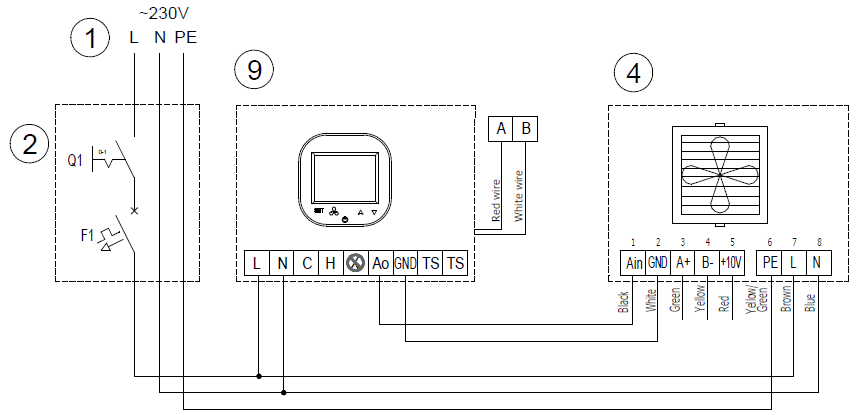 ~230V
1 L N PE
9
4
2
Q1
F1
A B
Red wire
White wire
SET
L N C H Ao GND TS TS
1 2 3 4 5 6 7 8
Ain GND A+ B- +10V PE L N
Black
White
Green
Yellow
Red
Yellow/
Green
Brown
Blue